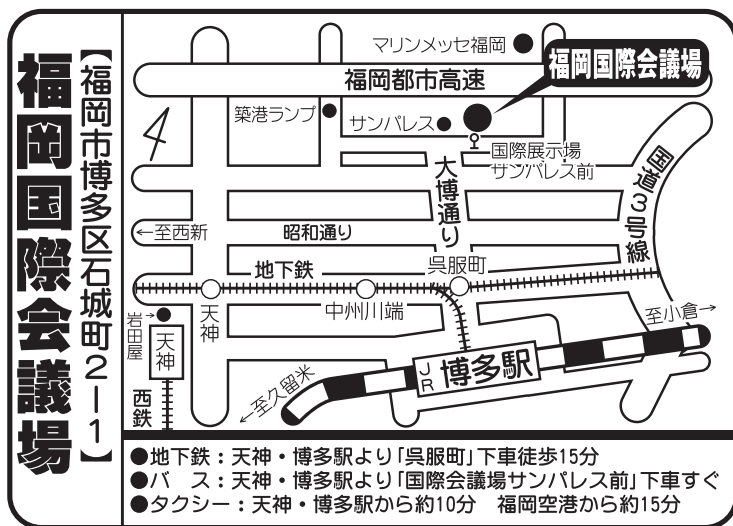 福岡国際会議場
【福岡市博多区石城町2ー1】
マリンメッセ福岡
福岡国際会議場
福岡都市高速
築港ランプ
サンパレス
国際展示場
サンパレス前
大博通り
国道3号線
←至西新
昭和通り
地下鉄
呉服町
天神
中州川端
至小倉→
岩田屋→
天神
西鉄
←至久留米
JR
博多駅
●地下鉄：天神・博多駅より「呉服町」下車徒歩15分
●バ　ス：天神・博多駅より「国際会議場サンパレス前」下車すぐ
●タクシー：天神・博多駅から約10分　福岡空港から約15分